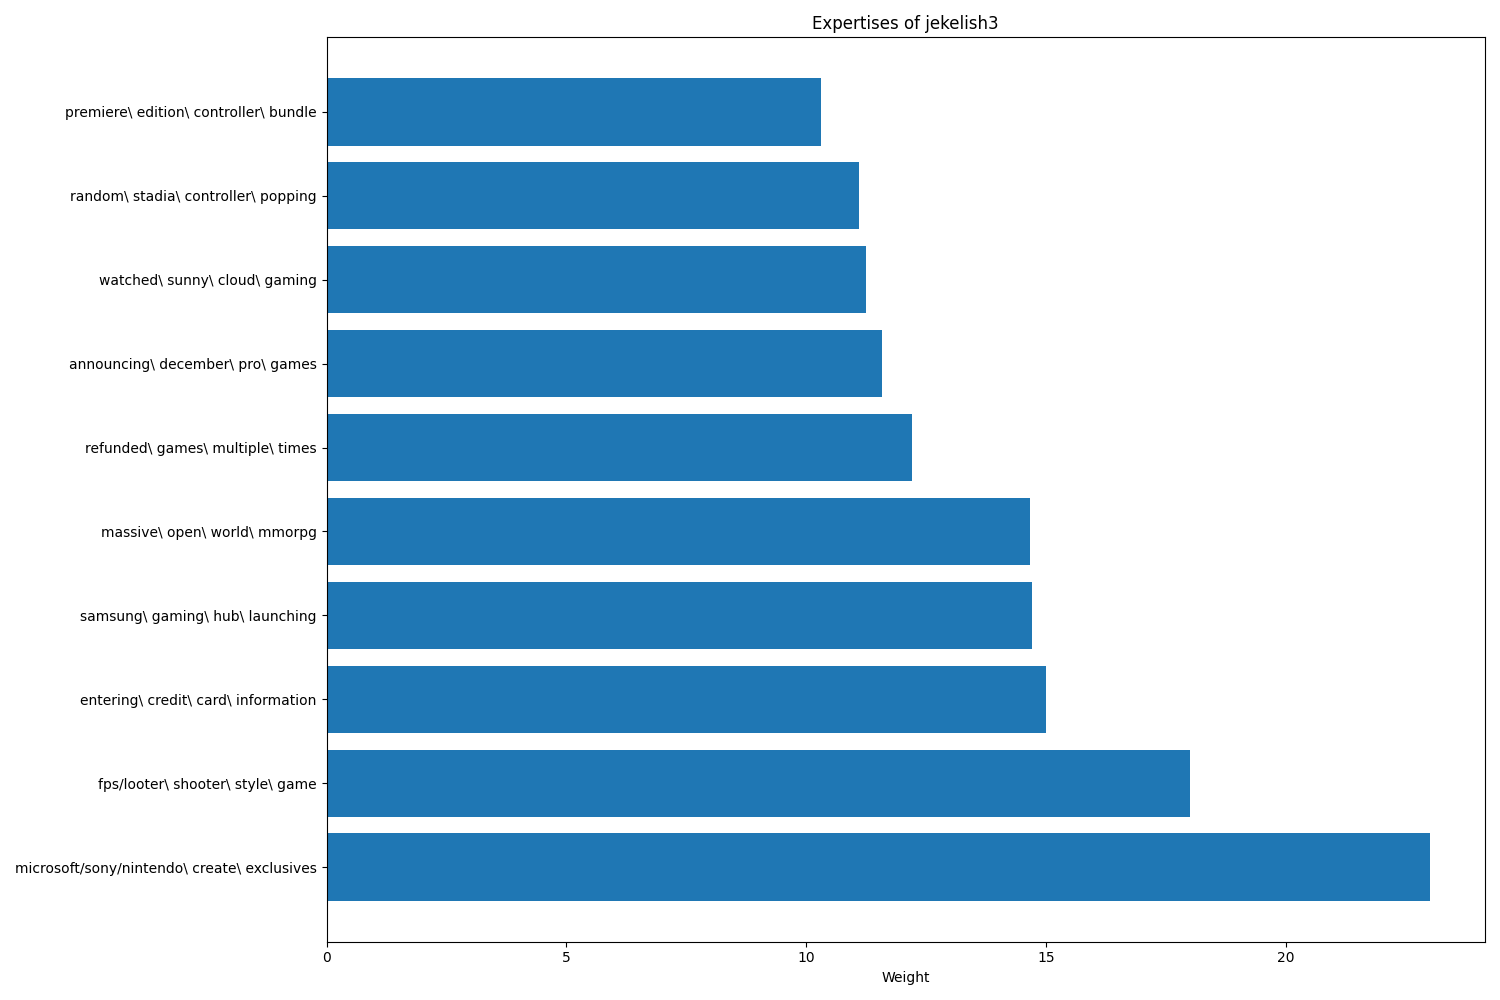 Expertises of jekelish3
premiere\ edition\ controller\ bundle
random\ stadia\ controller\ popping
watched\ sunny\ cloud\ gaming
announcing\ december\ pro\ games
refunded\ games\ multiple\ times
massive\ open\ world\ mmorpg
samsung\ gaming\ hub\ launching
entering\ credit\ card\ information
fps/looter\ shooter\ style\ game
microsoft/sony/nintendo\ create\ exclusives
0 5 10 15 20
Weight